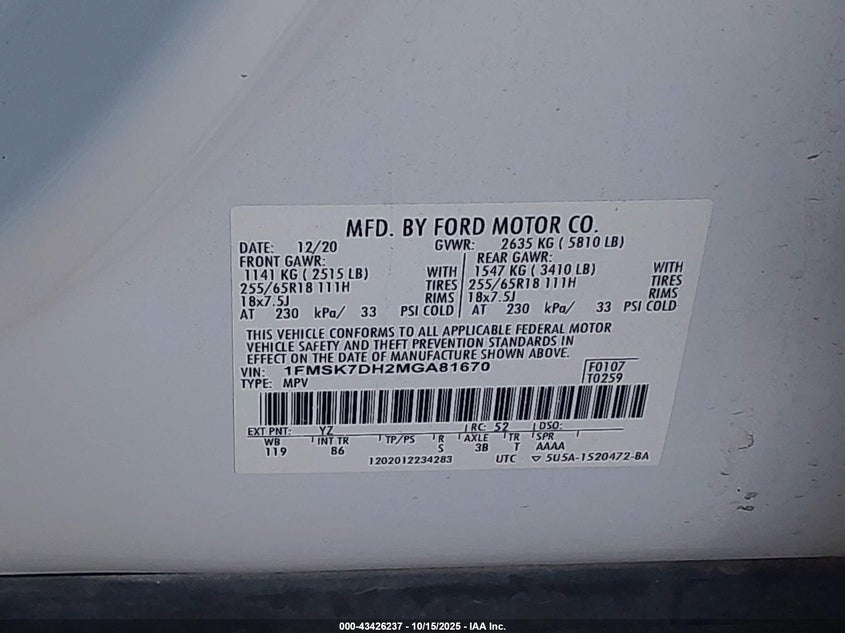 MFD. BY FORD MOTOR CO.
DATE: 12/20 GVWR: 2635 KG ( 5810 LB)
FRONT GAWR: REAR GAWR:
1141 KG ( 2515 LB) WITH 1547 KG ( 3410 LB) WITH
255/65R18 111H TIRES 255/65R18 111H TIRES
18x7.5J RIMS 18x7.5J RIMS
AT 230 kPa/ 33 PSI COLD AT 230 kPa/ 33 PSI COLD
THIS VEHICLE CONFORMS TO ALL APPLICABLE FEDERAL MOTOR
VEHICLE SAFETY AND THEFT PREVENTION STANDARDS IN
EFFECT ON THE DATE OF MANUFACTURE SHOWN ABOVE.
VIN: 1FMSK7DH2MGA81670 F0107
TYPE: MPV T0259
EXT PNT: YZ RC: 52 DSO:
WB INT TR TP/PS R AXLE TR SPR
119 86 S 3B T AAAA
1202012234283 UTC ▽ 5U5A-1520472-BA
000-43426237 - 10/15/2025 - IAA Inc.